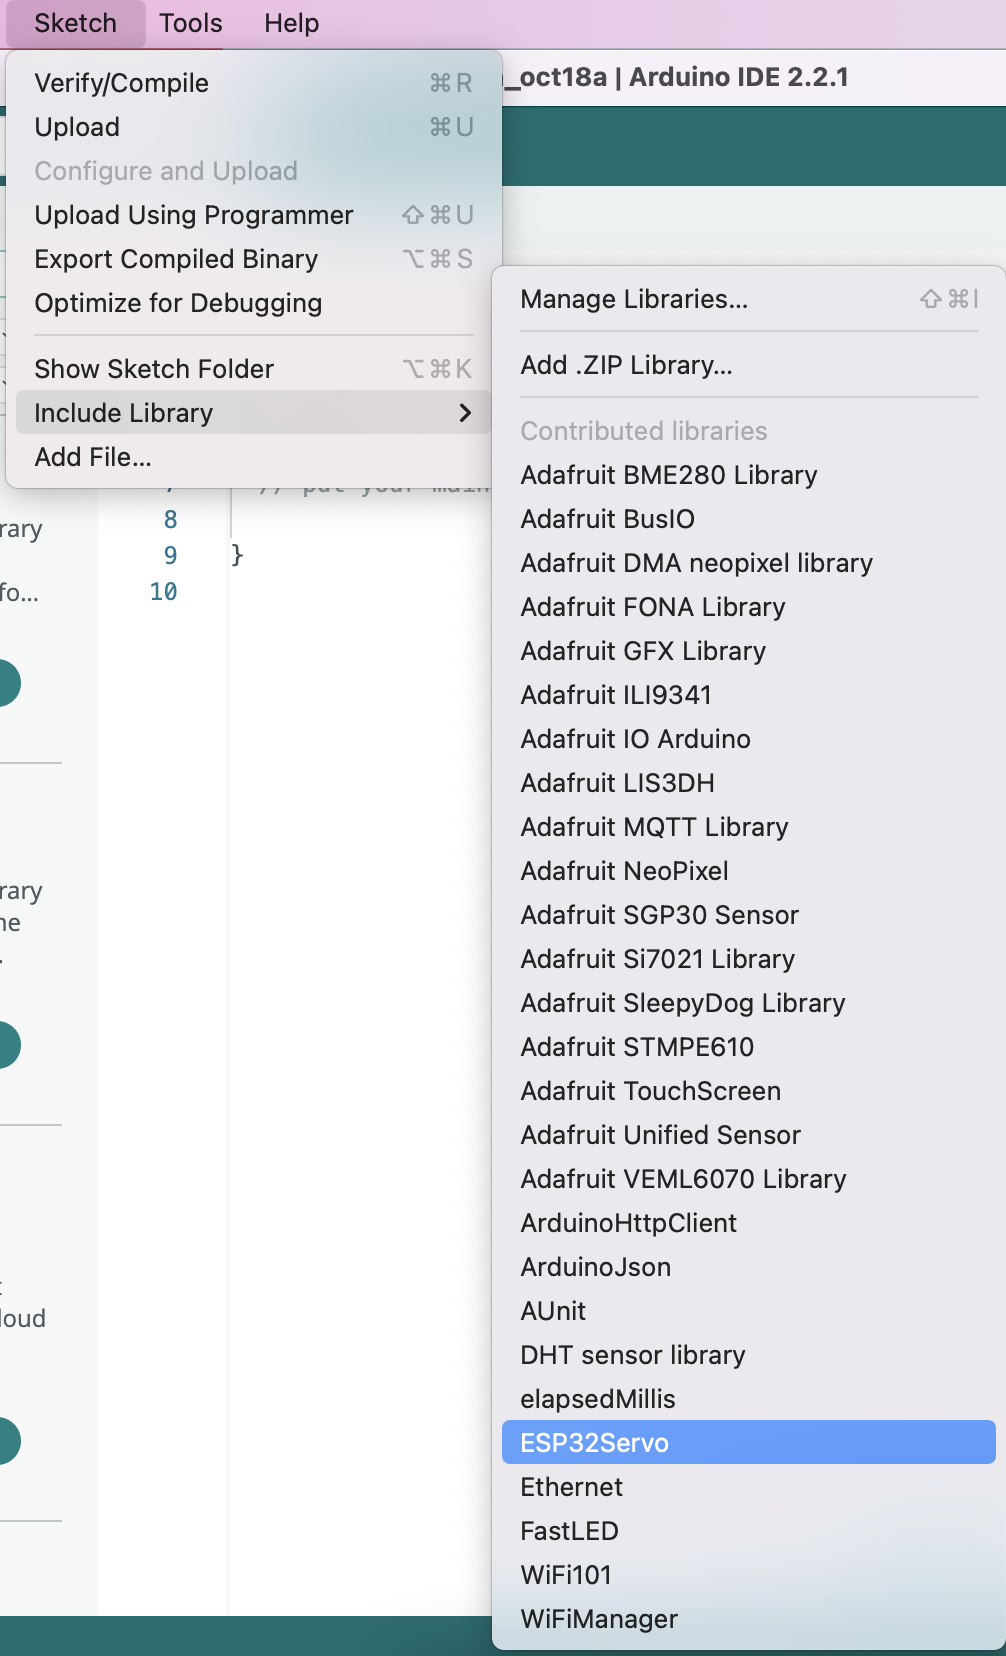 Sketch Tools Help
_oct18a | Arduino IDE 2.2.1
Verify/Compile ⌘R
Upload ⌘U
Configure and Upload
Upload Using Programmer ⇧⌘U
Export Compiled Binary ⌥⌘S
Optimize for Debugging
Show Sketch Folder ⌥⌘K
Include Library
Add File...
Manage Libraries... ⇧⌘I
Add .ZIP Library...
Contributed libraries
Adafruit BME280 Library
Adafruit BusIO
Adafruit DMA neopixel library
Adafruit FONA Library
Adafruit GFX Library
Adafruit ILI9341
Adafruit IO Arduino
Adafruit LIS3DH
Adafruit MQTT Library
Adafruit NeoPixel
Adafruit SGP30 Sensor
Adafruit Si7021 Library
Adafruit SleepyDog Library
Adafruit STMPE610
Adafruit TouchScreen
Adafruit Unified Sensor
Adafruit VEML6070 Library
ArduinoHttpClient
ArduinoJson
AUnit
DHT sensor library
elapsedMillis
ESP32Servo
Ethernet
FastLED
WiFi101
WiFiManager
7 // put your main
8
9 }
10
rary
fo...
rary
loud